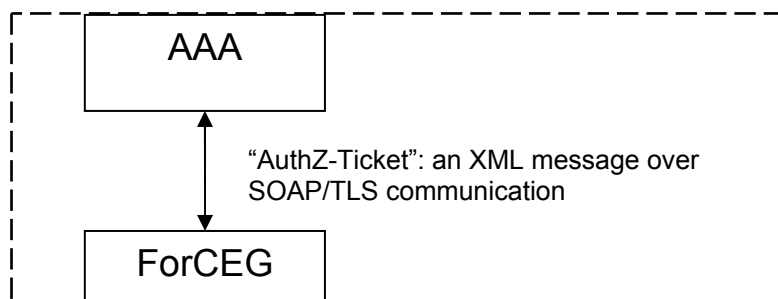 AAA
“AuthZ-Ticket”: an XML message over
SOAP/TLS communication
ForCEG